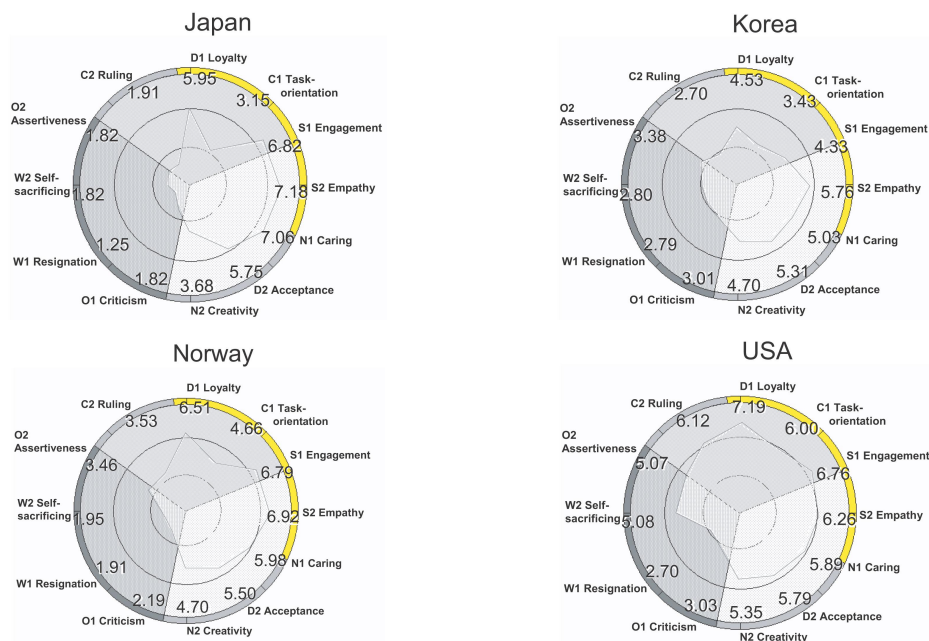 Japan
D1 Loyalty
5.95
C1 Task-
orientation
3.15
S1 Engagement
6.82
S2 Empathy
7.18
N1 Caring
7.06
D2 Acceptance
5.75
N2 Creativity
3.68
O1 Criticism
1.82
W1 Resignation
1.25
W2 Self-
sacrificing
1.82
O2
Assertiveness
1.82
C2 Ruling
1.91
Korea
D1 Loyalty
4.53
C1 Task-
orientation
3.43
S1 Engagement
4.33
S2 Empathy
5.76
N1 Caring
5.03
D2 Acceptance
5.31
N2 Creativity
4.70
O1 Criticism
3.01
W1 Resignation
2.79
W2 Self-
sacrificing
2.80
O2
Assertiveness
3.38
C2 Ruling
2.70
Norway
D1 Loyalty
6.51
C1 Task-
orientation
4.66
S1 Engagement
6.79
S2 Empathy
6.92
N1 Caring
5.98
D2 Acceptance
5.50
N2 Creativity
4.70
O1 Criticism
2.19
W1 Resignation
1.91
W2 Self-
sacrificing
1.95
O2
Assertiveness
3.46
C2 Ruling
3.53
USA
D1 Loyalty
7.19
C1 Task-
orientation
6.00
S1 Engagement
6.76
S2 Empathy
6.26
N1 Caring
5.89
D2 Acceptance
5.79
N2 Creativity
5.35
O1 Criticism
3.03
W1 Resignation
2.70
W2 Self-
sacrificing
5.08
O2
Assertiveness
5.07
C2 Ruling
6.12